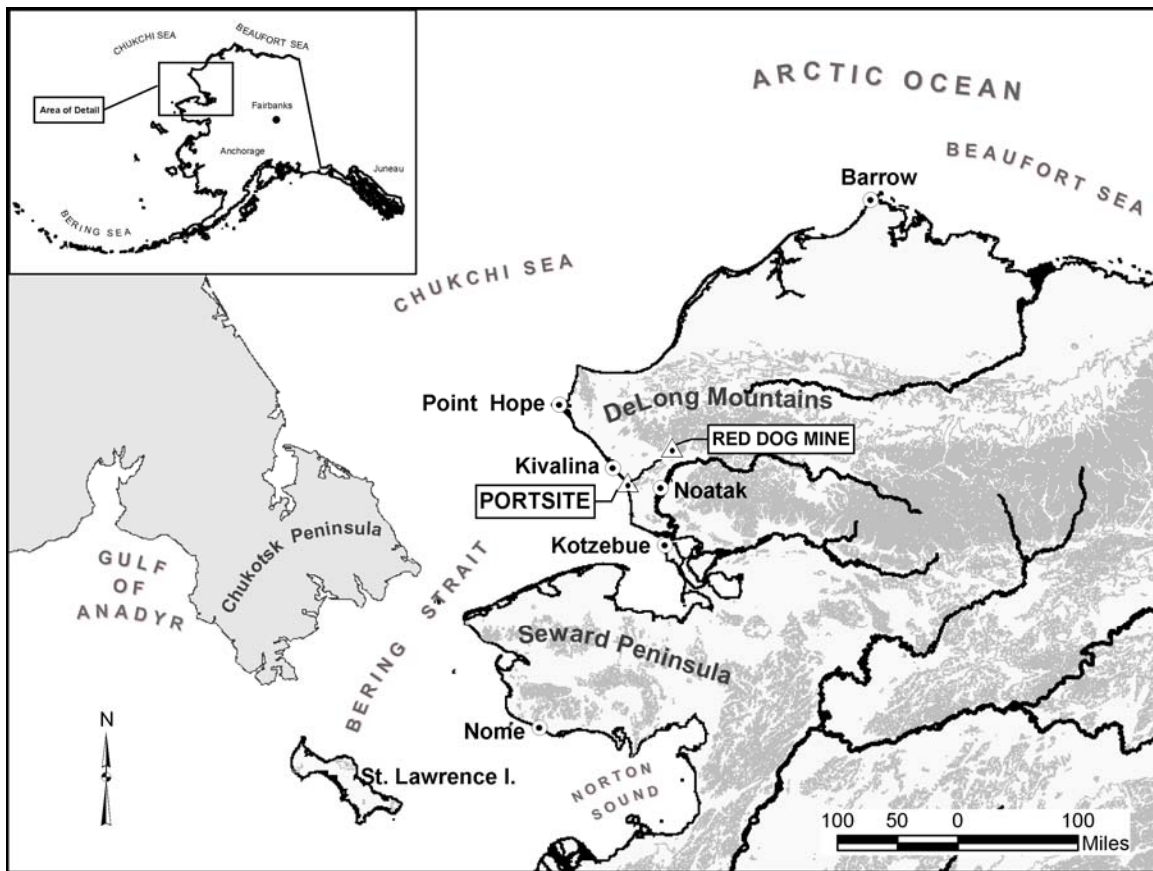 CHUKCHI SEA
BEAUFORT SEA
Area of Detail
Fairbanks
Anchorage
Juneau
BERING SEA
ARCTIC OCEAN
BEAUFORT SEA
Barrow
CHUKCHI SEA
Point Hope
DeLong Mountains
RED DOG MINE
Kivalina
PORTSITE
Noatak
Kotzebue
Chukotsk Peninsula
GULF
OF
ANADYR
BERING STRAIT
Seward Peninsula
N
Nome
St. Lawrence I.
NORTON
SOUND
100 50 0 100
Miles